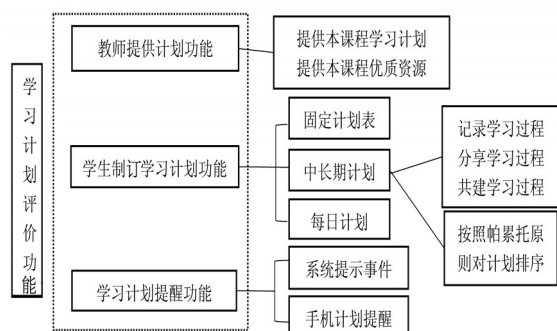 学习计划评价功能
教师提供计划功能
提供本课程学习计划
提供本课程优质资源
学生制订学习计划功能
固定计划表
中长期计划
每日计划
记录学习过程
分享学习过程
共建学习过程
按照帕累托原
则对计划排序
学习计划提醒功能
系统提示事件
手机计划提醒